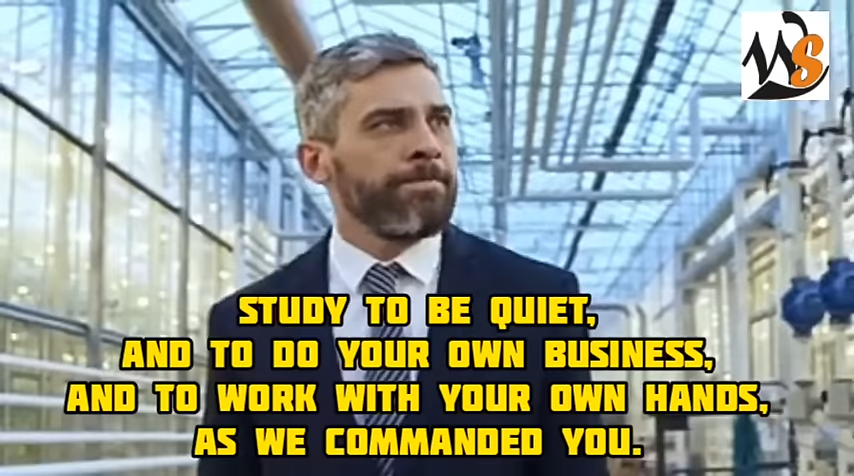 MS
STUDY TO BE QUIET,
AND TO DO YOUR OWN BUSINESS,
AND TO WORK WITH YOUR OWN HANDS,
AS WE COMMANDED YOU.